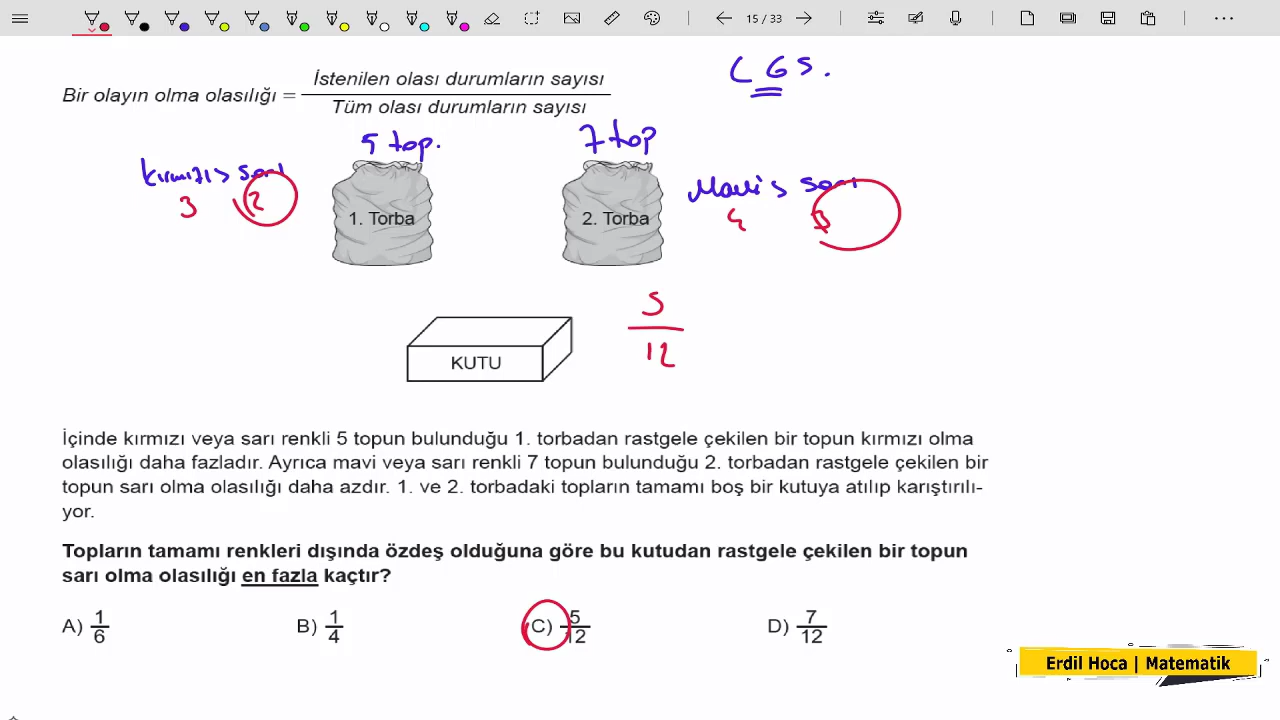 15 / 33
LGS.
Bir olayın olma olasılığı = İstenilen olası durumların sayısı
Tüm olası durumların sayısı
5 top.
7 top
kırmızı > sarı
3 2
Mavi > sarı
4 3
1. Torba
2. Torba
5
12
KUTU
İçinde kırmızı veya sarı renkli 5 topun bulunduğu 1. torbadan rastgele çekilen bir topun kırmızı olma
olasılığı daha fazladır. Ayrıca mavi veya sarı renkli 7 topun bulunduğu 2. torbadan rastgele çekilen bir
topun sarı olma olasılığı daha azdır. 1. ve 2. torbadaki topların tamamı boş bir kutuya atılıp karıştırılı-
yor.
Topların tamamı renkleri dışında özdeş olduğuna göre bu kutudan rastgele çekilen bir topun
sarı olma olasılığı en fazla kaçtır?
A) 1/6 B) 1/4 C) 5/12 D) 7/12
Erdil Hoca | Matematik